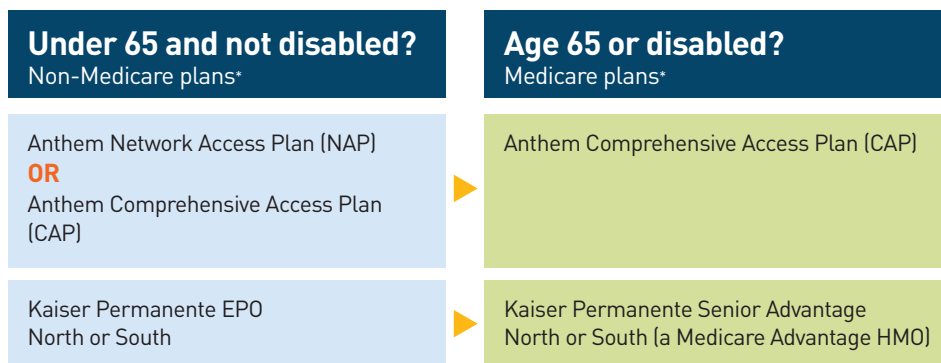 Under 65 and not disabled?
Non-Medicare plans*
Age 65 or disabled?
Medicare plans*
Anthem Network Access Plan (NAP)
OR
Anthem Comprehensive Access Plan
(CAP)
Anthem Comprehensive Access Plan (CAP)
Kaiser Permanente EPO
North or South
Kaiser Permanente Senior Advantage
North or South (a Medicare Advantage HMO)